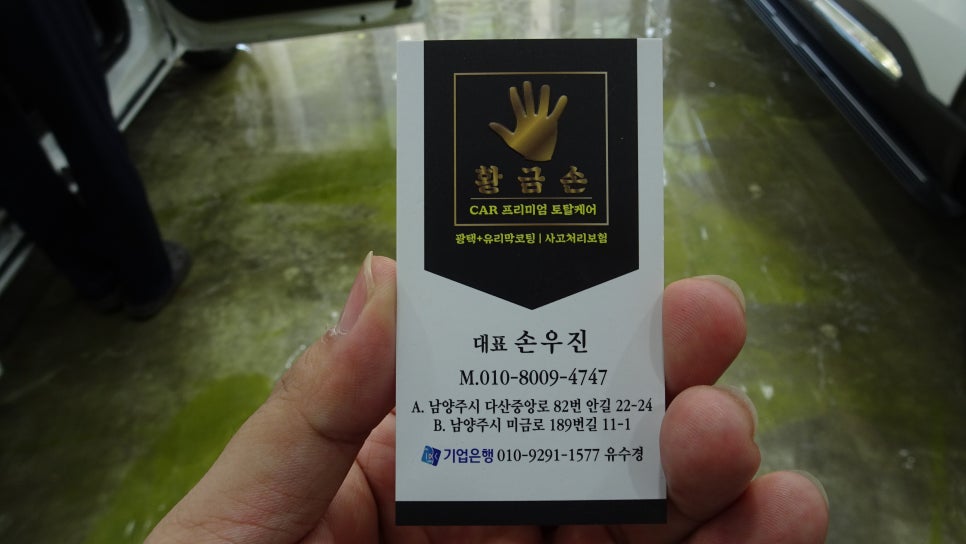 황금손
CAR 프리미엄 토탈케어
광택+유리막코팅 | 사고처리보험
대표 손우진
M.010-8009-4747
A. 남양주시 다산중앙로 82번 안길 22-24
B. 남양주시 미금로 189번길 11-1
기업은행 010-9291-1577 유수경